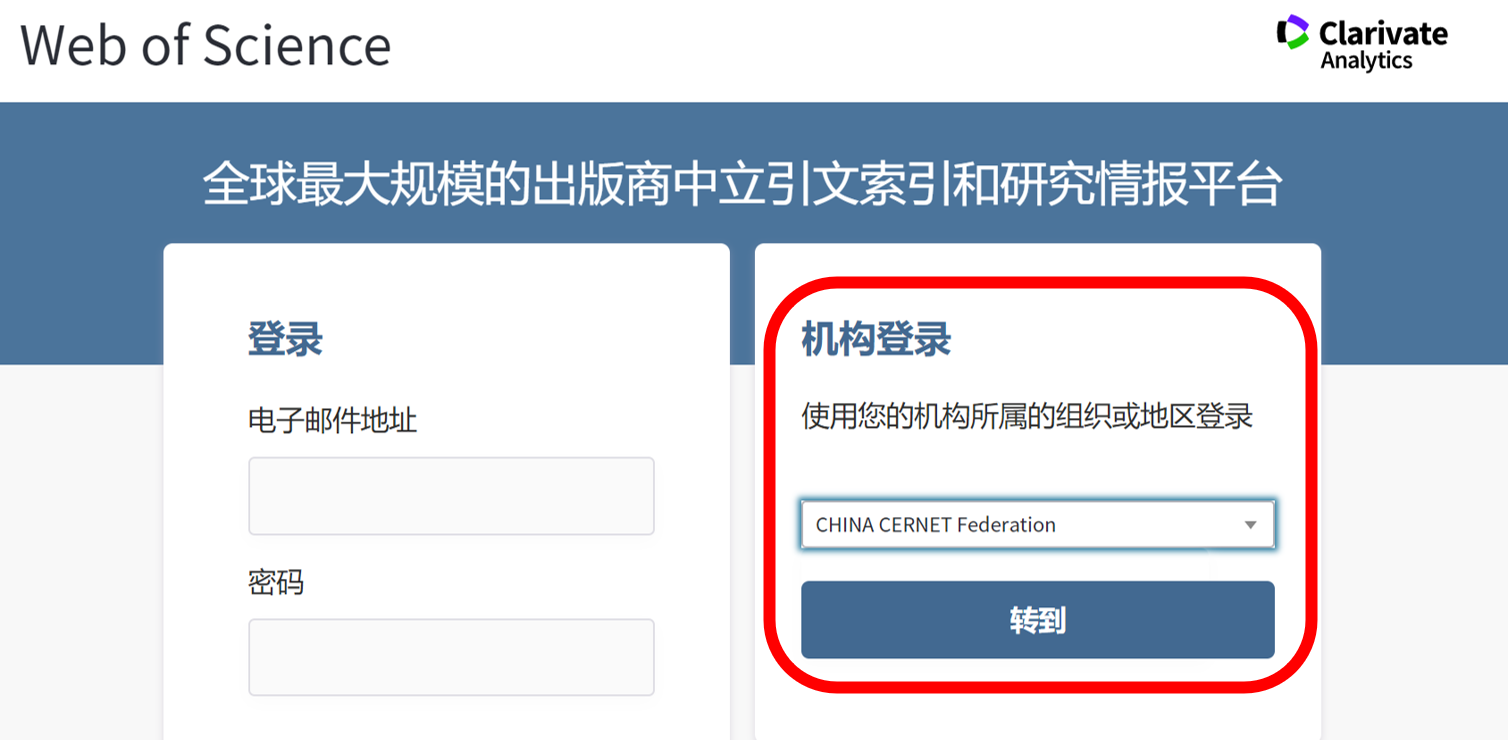 Web of Science
Clarivate
Analytics
全球最大规模的出版商中立引文索引和研究情报平台
登录
电子邮件地址
密码
机构登录
使用您的机构所属的组织或地区登录
CHINA CERNET Federation
转到